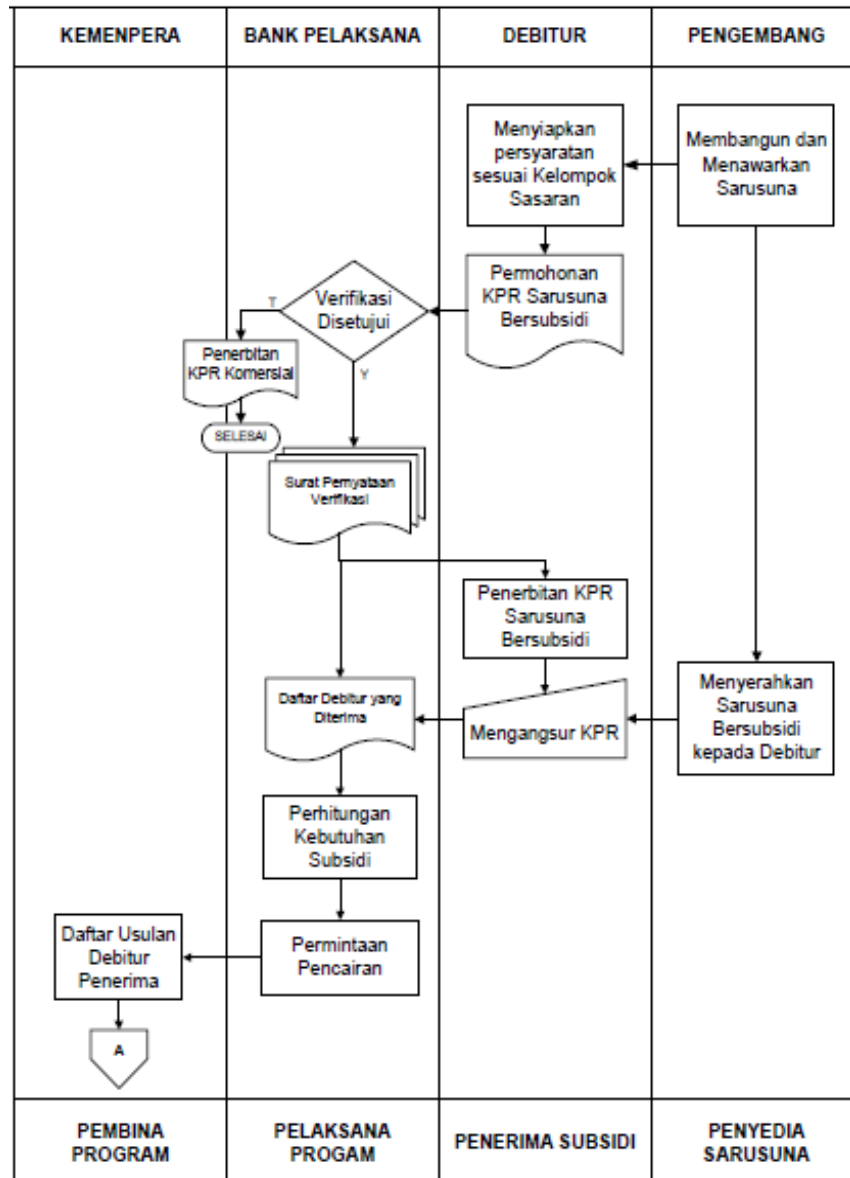 KEMENPERA
BANK PELAKSANA
DEBITUR
PENGEMBANG
Menyiapkan
persyaratan
sesuai Kelompok
Sasaran
Membangun dan
Menawarkan
Sarusuna
Permohonan
KPR Sarusuna
Bersubsidi
Verifikasi
Disetujui
T
Y
Penerbitan
KPR Komersial
SELESAI
Surat Pernyataan
Verifikasi
Penerbitan KPR
Sarusuna
Bersubsidi
Daftar Debitur yang
Diterima
Mengangsur KPR
Menyerahkan
Sarusuna
Bersubsidi
kepada Debitur
Perhitungan
Kebutuhan
Subsidi
Permintaan
Pencairan
Daftar Usulan
Debitur
Penerima
A
PEMBINA
PROGRAM
PELAKSANA
PROGAM
PENERIMA SUBSIDI
PENYEDIA
SARUSUNA